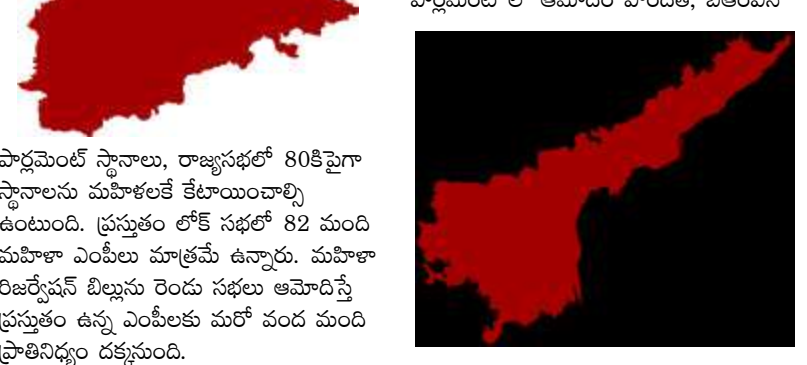 పార్లమెంట్ స్థానాలు, రాజ్యసభలో 80కిపైగా
స్థానాలను మహిళలకే కేటాయించాల్సి
ఉంటుంది. ప్రస్తుతం లోక్ సభలో 82 మంది
మహిళా ఎంపీలు మాత్రమే ఉన్నారు. మహిళా
రిజర్వేషన్ బిల్లును రెండు సభలు ఆమోదిస్తే
ప్రస్తుతం ఉన్న ఎంపీలకు మరో వంద మంది
ప్రాతినిధ్యం దక్కనుంది.